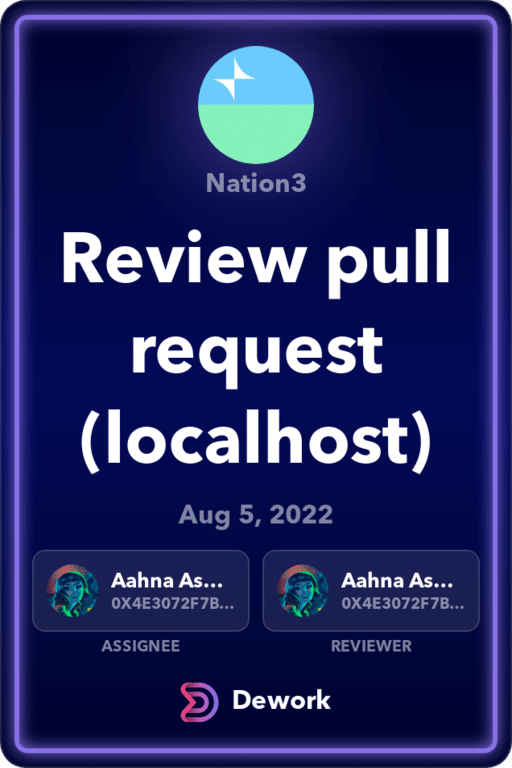 Nation3
Review pull
request
(localhost)
Aug 5, 2022
Aahna As...
0X4E3072F7B...
ASSIGNEE
Aahna As...
0X4E3072F7B...
REVIEWER
Dework